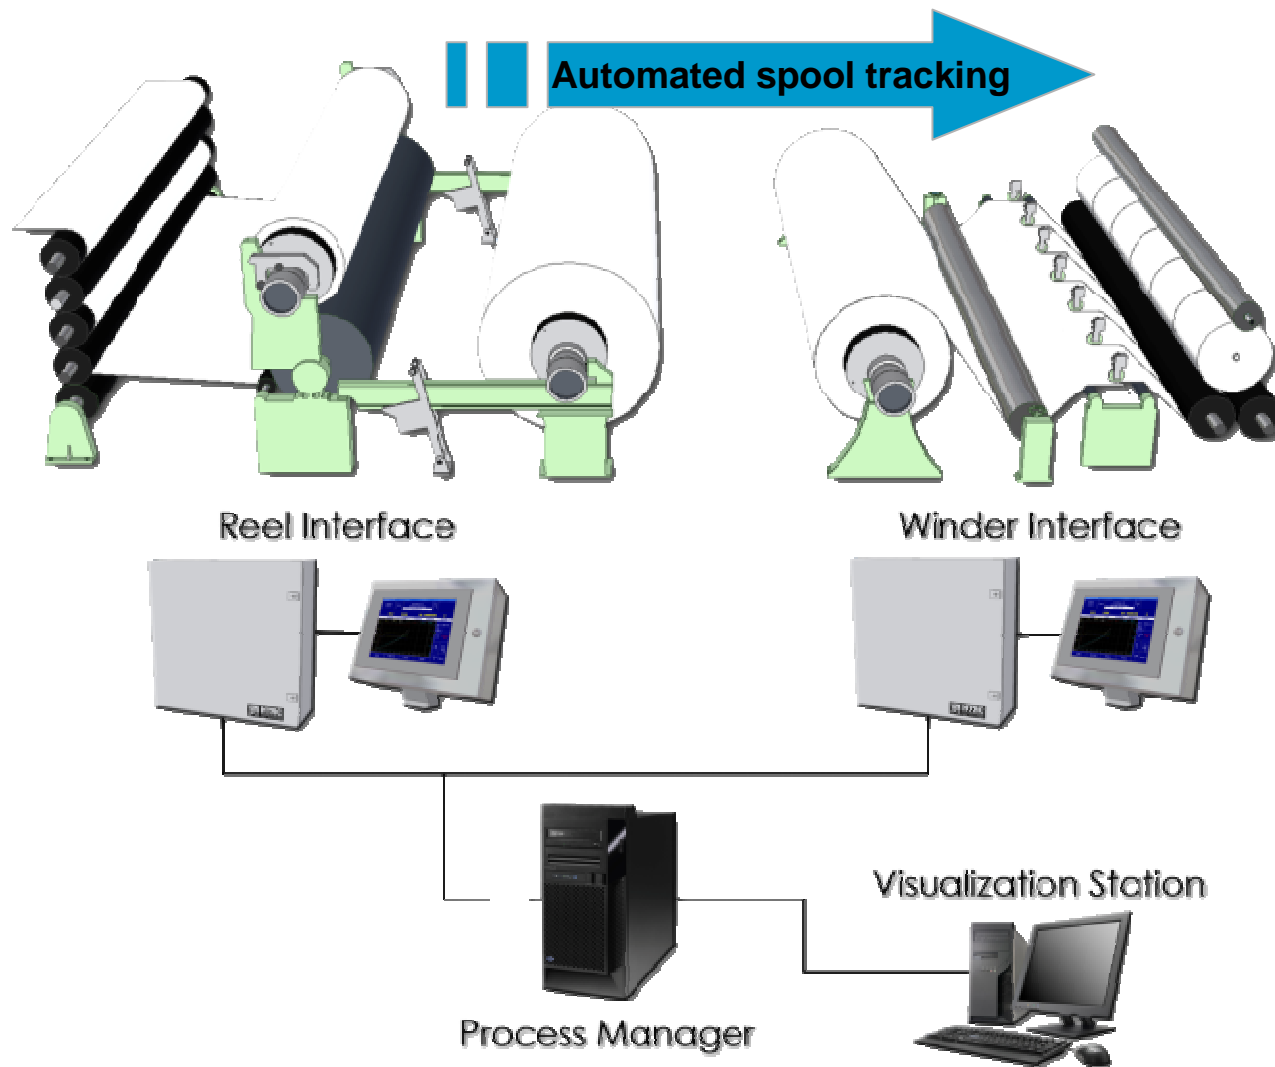 Automated spool tracking
Reel Interface
Winder Interface
Visualization Station
Process Manager